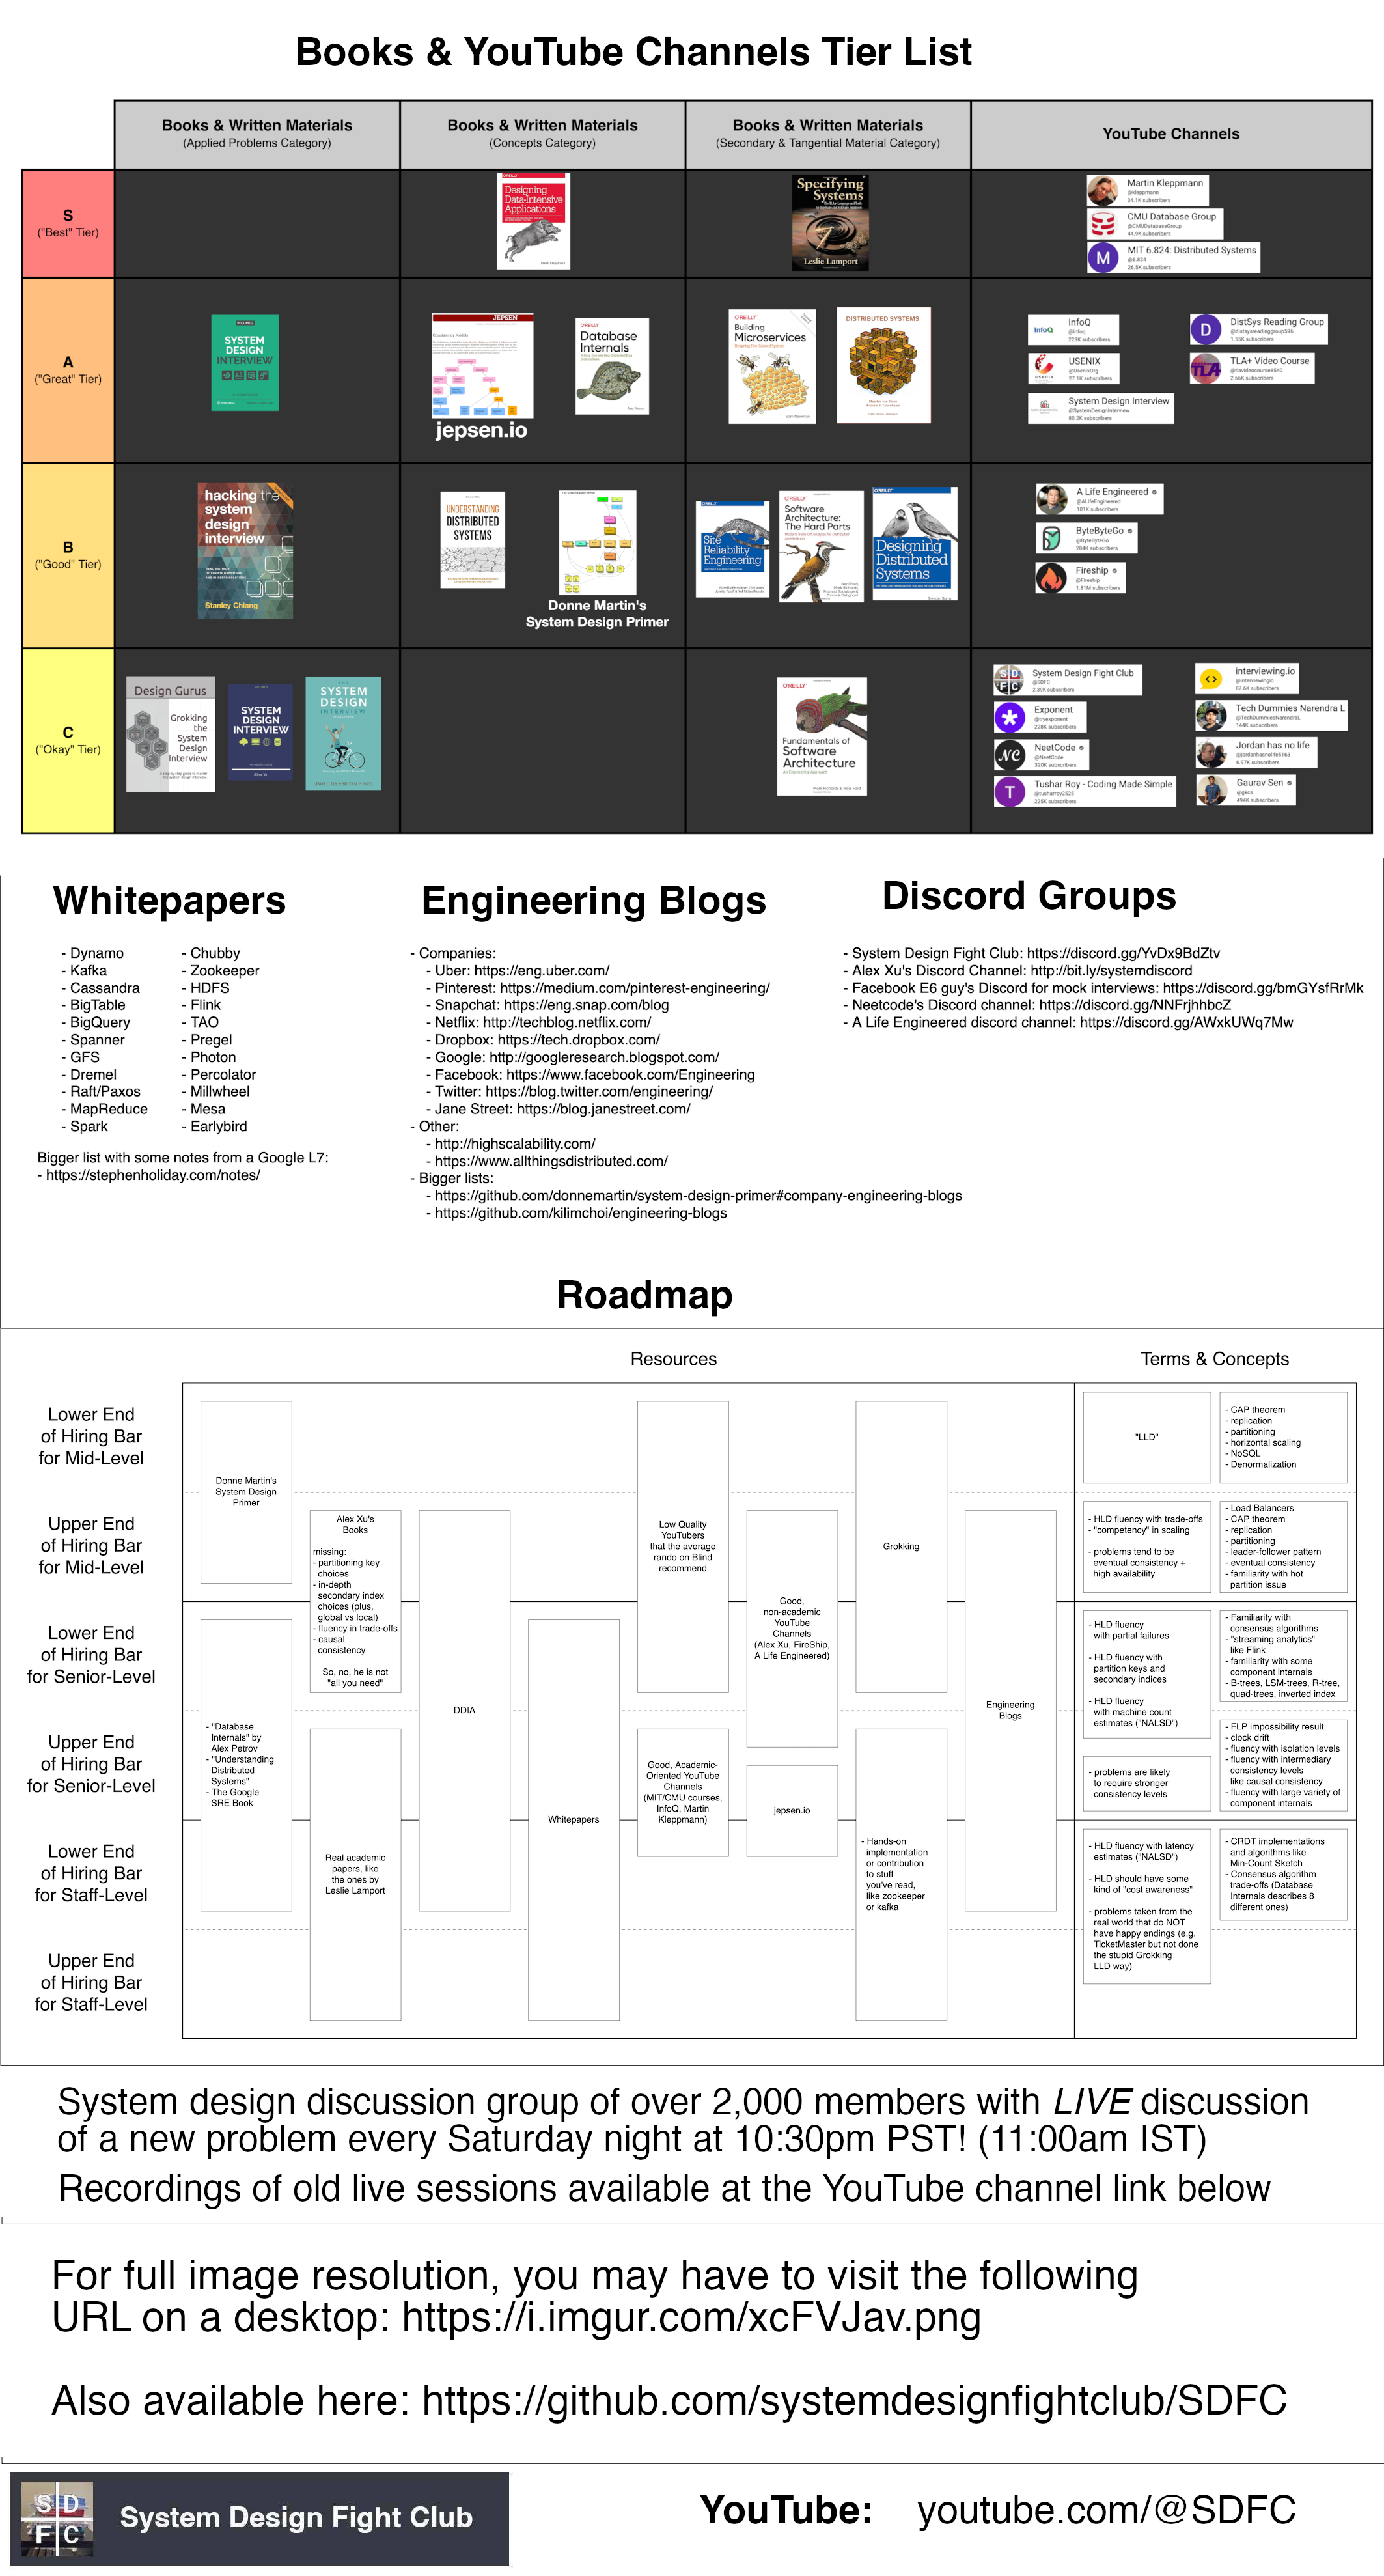 Books & YouTube Channels Tier List
Books & Written Materials
(Applied Problems Category)
Books & Written Materials
(Concepts Category)
Books & Written Materials
(Secondary & Tangential Material Category)
YouTube Channels
S
("Best" Tier)
O'REILLY
Designing
Data-Intensive
Applications
Specifying
Systems
Leslie Lamport
Martin Kleppmann
@kleppmann
34.1K subscribers
CMU Database Group
@CMUDatabaseGroup
44.9K subscribers
M
MIT 6.824: Distributed Systems
@6.824
26.5K subscribers
A
("Great" Tier)
SYSTEM
DESIGN
INTERVIEW
JEPSEN
Consistency Models
jepsen.io
O'REILLY
Database
Internals
O'REILLY
Building
Microservices
DISTRIBUTED SYSTEMS
InfoQ
InfoQ
@infoq
223K subscribers
USENIX
USENIX
@UsenixOrg
27.1K subscribers
System Design Interview
@SystemDesignInterview
80.2K subscribers
D
DistSys Reading Group
@distsysreadinggroup596
1.55K subscribers
TLA
TLA+ Video Course
@tlavideocourse8540
2.66K subscribers
B
("Good" Tier)
hacking the
system
design
interview
Stanley Chiang
UNDERSTANDING
DISTRIBUTED
SYSTEMS
Donne Martin's
System Design Primer
O'REILLY
Site
Reliability
Engineering
O'REILLY
Software
Architecture:
The Hard Parts
O'REILLY
Designing
Distributed
Systems
A Life Engineered
@ALifeEngineered
101K subscribers
ByteByteGo
@ByteByteGo
284K subscribers
Fireship
@Fireship
1.81M subscribers
C
("Okay" Tier)
Design Gurus
Grokking
the
System
Design
Interview
SYSTEM
DESIGN
INTERVIEW
Alex Xu
THE
SYSTEM
DESIGN
INTERVIEW
O'REILLY
Fundamentals of
Software
Architecture
An Engineering Approach
Mark Richards & Neal Ford
S D
F C
System Design Fight Club
@SDFC
2.39K subscribers
Exponent
@tryexponent
228K subscribers
NC
NeetCode
@NeetCode
320K subscribers
T
Tushar Roy - Coding Made Simple
@tusharroy2525
225K subscribers
interviewing.io
@interviewingio
87.6K subscribers
Tech Dummies Narendra L
@TechDummiesNarendraL
144K subscribers
Jordan has no life
@jordanhasnolife5163
6.97K subscribers
Gaurav Sen
@gkcs
494K subscribers
Whitepapers
- Dynamo
- Kafka
- Cassandra
- BigTable
- BigQuery
- Spanner
- GFS
- Dremel
- Raft/Paxos
- MapReduce
- Spark
- Chubby
- Zookeeper
- HDFS
- Flink
- TAO
- Pregel
- Photon
- Percolator
- Millwheel
- Mesa
- Earlybird
Bigger list with some notes from a Google L7:
- https://stephenholiday.com/notes/
Engineering Blogs
- Companies:
- Uber: https://eng.uber.com/
- Pinterest: https://medium.com/pinterest-engineering/
- Snapchat: https://eng.snap.com/blog
- Netflix: http://techblog.netflix.com/
- Dropbox: https://tech.dropbox.com/
- Google: http://googleresearch.blogspot.com/
- Facebook: https://www.facebook.com/Engineering
- Twitter: https://blog.twitter.com/engineering/
- Jane Street: https://blog.janestreet.com/
- Other:
- http://highscalability.com/
- https://www.allthingsdistributed.com/
- Bigger lists:
- https://github.com/donnemartin/system-design-primer#company-engineering-blogs
- https://github.com/kilimchoi/engineering-blogs
Discord Groups
- System Design Fight Club: https://discord.gg/YvDx9BdZtv
- Alex Xu's Discord Channel: http://bit.ly/systemdiscord
- Facebook E6 guy's Discord for mock interviews: https://discord.gg/bmGYsfRrMk
- Neetcode's Discord channel: https://discord.gg/NNFrjhhbcZ
- A Life Engineered discord channel: https://discord.gg/AWxkUWq7Mw
Roadmap
Resources
Terms & Concepts
Lower End
of Hiring Bar
for Mid-Level
Upper End
of Hiring Bar
for Mid-Level
Lower End
of Hiring Bar
for Senior-Level
Upper End
of Hiring Bar
for Senior-Level
Lower End
of Hiring Bar
for Staff-Level
Upper End
of Hiring Bar
for Staff-Level
Donne Martin's
System Design
Primer
- "Database
Internals" by
Alex Petrov
- "Understanding
Distributed
Systems"
- The Google
SRE Book
Alex Xu's
Books
missing:
- partitioning key
choices
- in-depth
secondary index
choices (plus,
global vs local)
- fluency in trade-offs
- causal
consistency
So, no, he is not
"all you need"
Real academic
papers, like
the ones by
Leslie Lamport
DDIA
Whitepapers
Low Quality
YouTubers
that the average
rando on Blind
recommend
Good, Academic-
Oriented YouTube
Channels
(MIT/CMU courses,
InfoQ, Martin
Kleppmann)
Good,
non-academic
YouTube
Channels
(Alex Xu, FireShip,
A Life Engineered)
jepsen.io
Grokking
- Hands-on
implementation
or contribution
to stuff
you've read,
like zookeeper
or kafka
Engineering
Blogs
"LLD"
- CAP theorem
- replication
- partitioning
- horizontal scaling
- NoSQL
- Denormalization
- HLD fluency with trade-offs
- "competency" in scaling
- problems tend to be
eventual consistency +
high availability
- Load Balancers
- CAP theorem
- replication
- partitioning
- leader-follower pattern
- eventual consistency
- familiarity with hot
partition issue
- HLD fluency
with partial failures
- HLD fluency with
partition keys and
secondary indices
- HLD fluency
with machine count
estimates ("NALSD")
- Familiarity with
consensus algorithms
- "streaming analytics"
like Flink
- familiarity with some
component internals
- B-trees, LSM-trees, R-tree,
quad-trees, inverted index
- problems are likely
to require stronger
consistency levels
- FLP impossibility result
- clock drift
- fluency with isolation levels
- fluency with intermediary
consistency levels
like causal consistency
- fluency with large variety of
component internals
- HLD fluency with latency
estimates ("NALSD")
- HLD should have some
kind of "cost awareness"
- problems taken from the
real world that do NOT
have happy endings (e.g.
TicketMaster but not done
the stupid Grokking
LLD way)
- CRDT implementations
and algorithms like
Min-Count Sketch
- Consensus algorithm
trade-offs (Database
Internals describes 8
different ones)
System design discussion group of over 2,000 members with LIVE discussion
of a new problem every Saturday night at 10:30pm PST! (11:00am IST)
Recordings of old live sessions available at the YouTube channel link below
For full image resolution, you may have to visit the following
URL on a desktop: https://i.imgur.com/xcFVJav.png
Also available here: https://github.com/systemdesignfightclub/SDFC
S D
F C
System Design Fight Club
YouTube: youtube.com/@SDFC